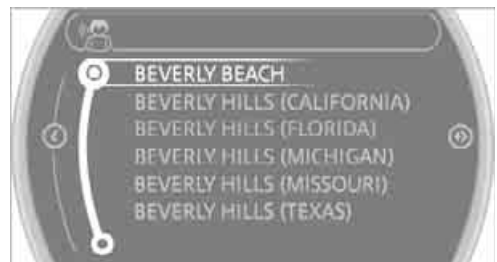 BEVERLY BEACH
BEVERLY HILLS (CALIFORNIA)
BEVERLY HILLS (FLORIDA)
BEVERLY HILLS (MICHIGAN)
BEVERLY HILLS (MISSOURI)
BEVERLY HILLS (TEXAS)